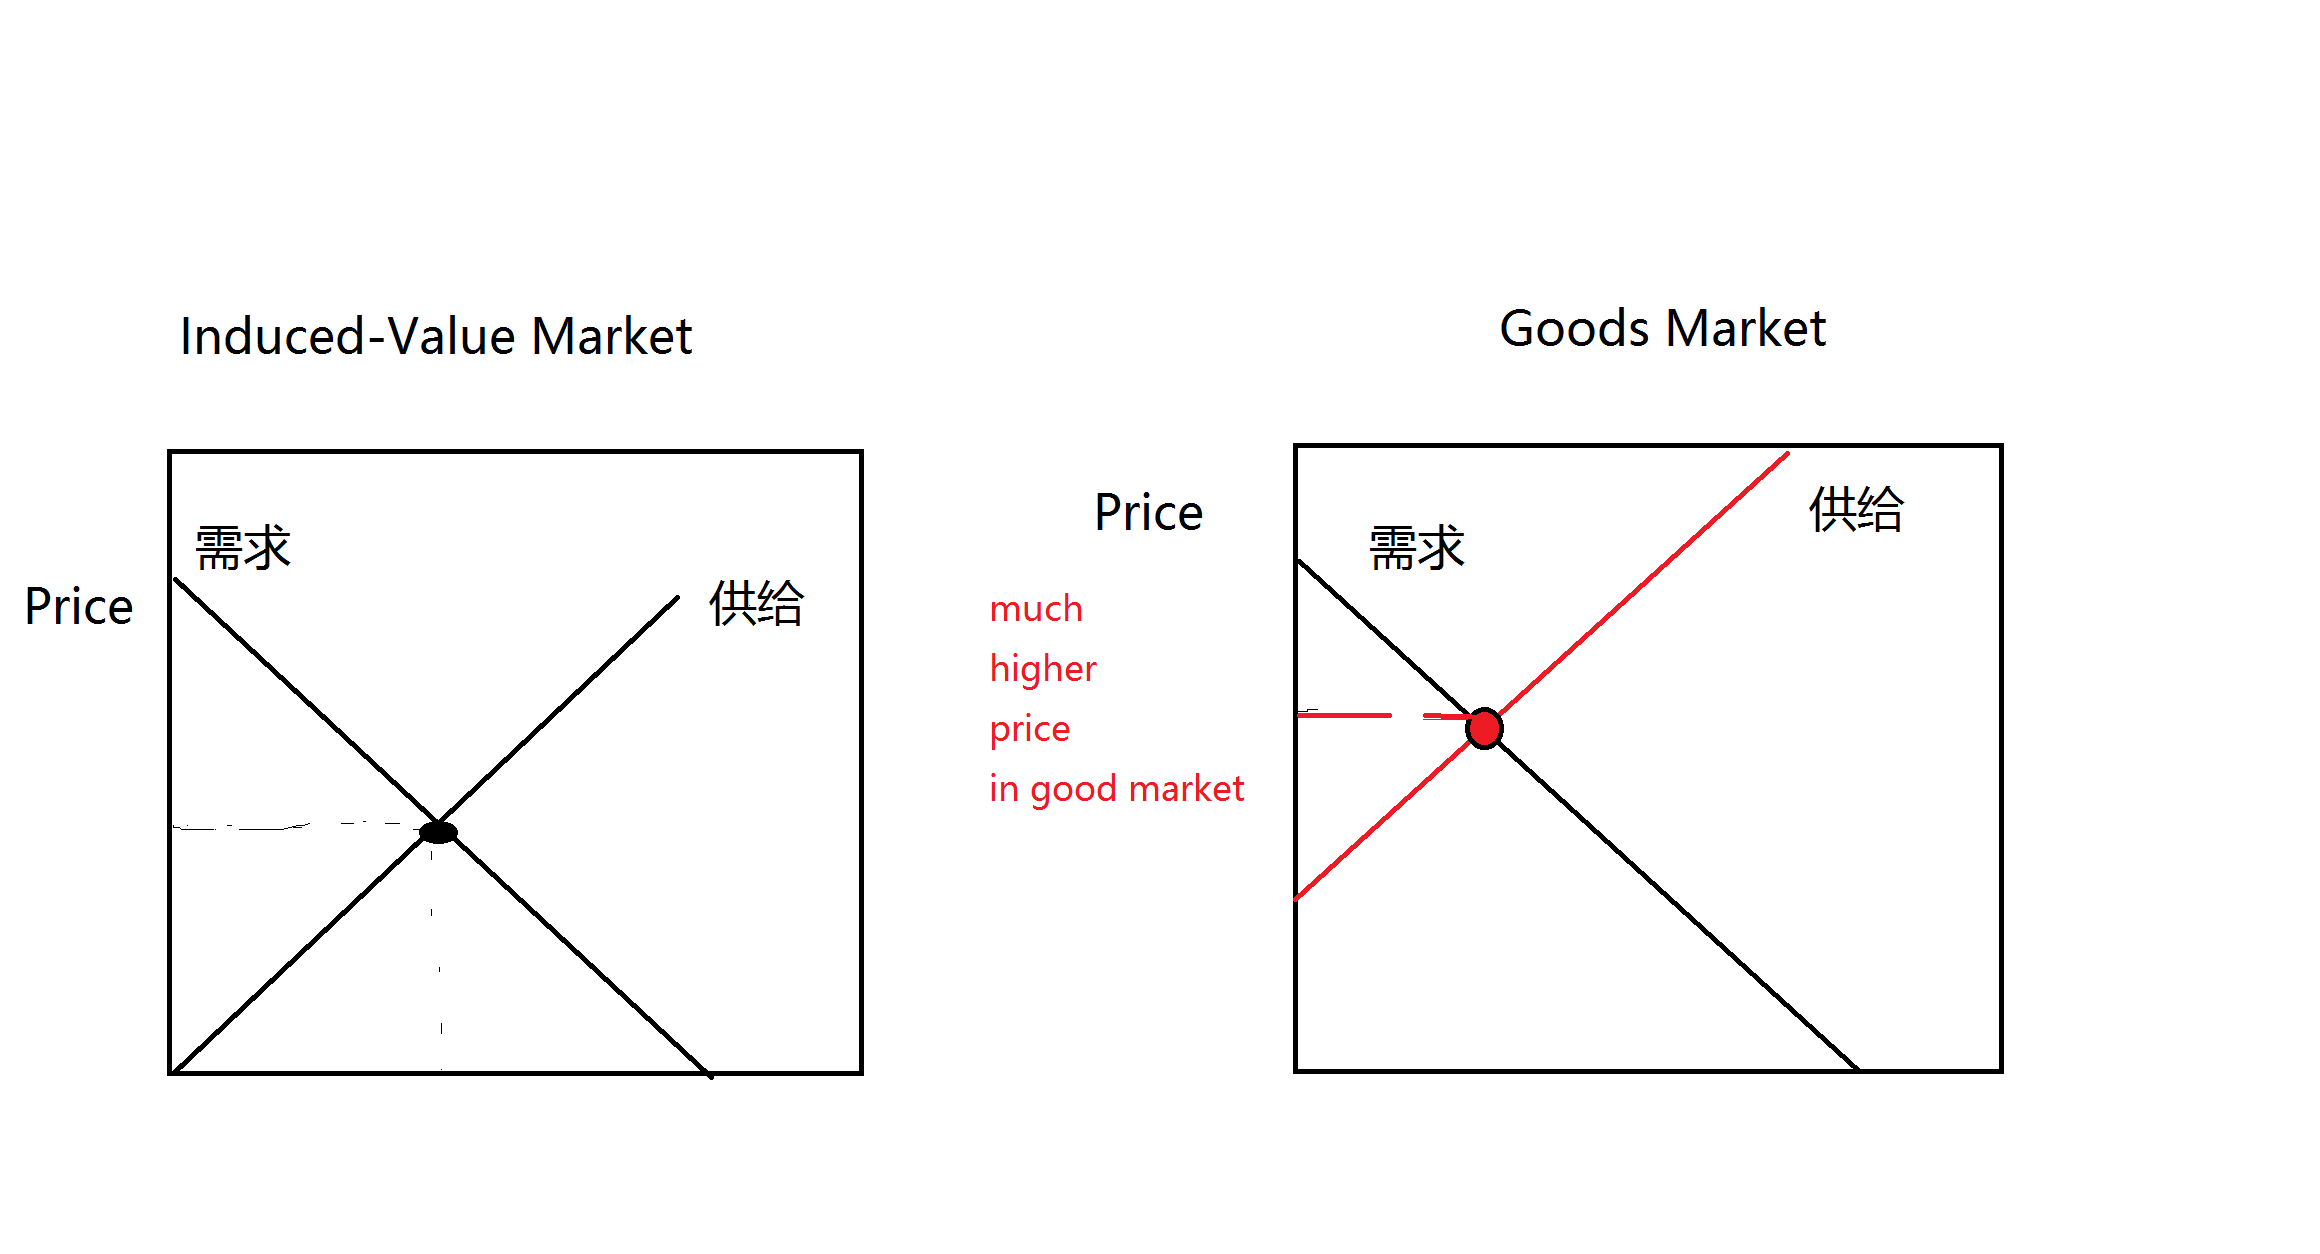 Induced-Value Market
Goods Market
需求
供给
Price
Price
需求
供给
much
higher
price
in good market